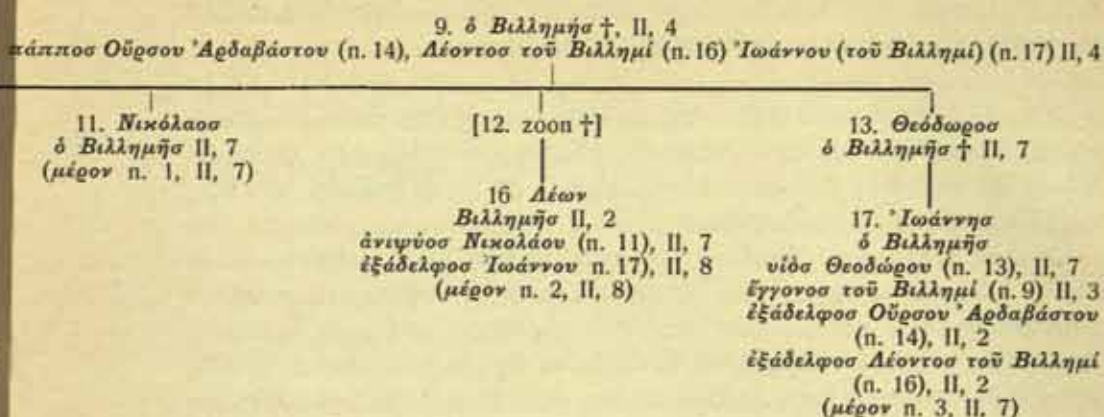 9. ὁ Βιλλημήσ †, II, 4
πάπποσ Οὔρσου Ἀρδαβάστου (n. 14), Λέοντοσ τοῦ Βιλλημί (n. 16) Ἰωάννου (τοῦ Βιλλημί) (n. 17) II, 4
11. Νικόλαοσ
ὁ Βιλλημῆσ II, 7
(μέρον n. 1, II, 7)
[12. zoon †]
16 Λέων
Βιλλημῆσ II, 2
ἀνιψύοσ Νικολάου (n. 11), II, 7
ἐξάδελφοσ Ἰωάννου n. 17), II, 8
(μέρον n. 2, II, 8)
13. Θεόδωροσ
ὁ Βιλλημῆσ † II, 7
17. Ἰωάννησ
ὁ Βιλλημῆσ
υἱὸσ Θεοδώρου (n. 13), II, 7
ἔγγονοσ τοῦ Βιλλημί (n. 9) II, 3
ἐξάδελφοσ Οὔρσου Ἀρδαβάστου
(n. 14), II, 2
ἐξάδελφοσ Λέοντοσ τοῦ Βιλλημί
(n. 16), II, 2
(μέρον n. 3, II, 7)